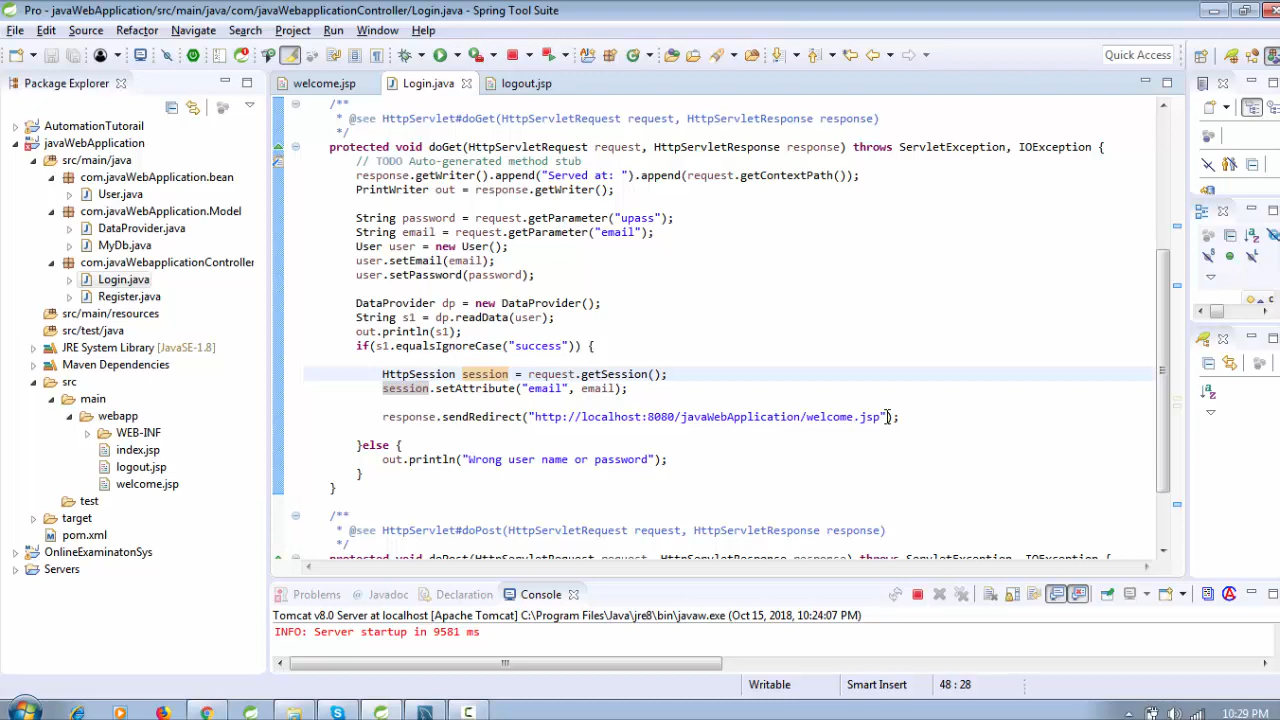 Pro - javaWebApplication/src/main/java/com/javaWebapplicationController/Login.java - Spring Tool Suite
File Edit Source Refactor Navigate Search Project Run Window Help
Quick Access
Package Explorer
AutomationTutorail
javaWebApplication
src/main/java
com.javaWebApplication.bean
User.java
com.javaWebApplication.Model
DataProvider.java
MyDb.java
com.javaWebapplicationController
Login.java
Register.java
src/main/resources
src/test/java
JRE System Library [JavaSE-1.8]
Maven Dependencies
src
main
webapp
WEB-INF
index.jsp
logout.jsp
welcome.jsp
test
target
pom.xml
OnlineExaminatonSys
Servers
welcome.jsp Login.java logout.jsp
/**
* @see HttpServlet#doGet(HttpServletRequest request, HttpServletResponse response)
*/
protected void doGet(HttpServletRequest request, HttpServletResponse response) throws ServletException, IOException {
// TODO Auto-generated method stub
response.getWriter().append("Served at: ").append(request.getContextPath());
PrintWriter out = response.getWriter();
String password = request.getParameter("upass");
String email = request.getParameter("email");
User user = new User();
user.setEmail(email);
user.setPassword(password);
DataProvider dp = new DataProvider();
String s1 = dp.readData(user);
out.println(s1);
if(s1.equalsIgnoreCase("success")) {
HttpSession session = request.getSession();
session.setAttribute("email", email);
response.sendRedirect("http://localhost:8080/javaWebApplication/welcome.jsp");
}else {
out.println("Wrong user name or password");
}
}
/**
* @see HttpServlet#doPost(HttpServletRequest request, HttpServletResponse response)
*/
protected void doPost(HttpServletRequest request, HttpServletResponse response) throws ServletException, IOException {
Problems Javadoc Declaration Console
Tomcat v8.0 Server at localhost [Apache Tomcat] C:\Program Files\Java\jre8\bin\javaw.exe (Oct 15, 2018, 10:24:07 PM)
INFO: Server startup in 9581 ms
Writable Smart Insert 48 : 28
10:29 PM